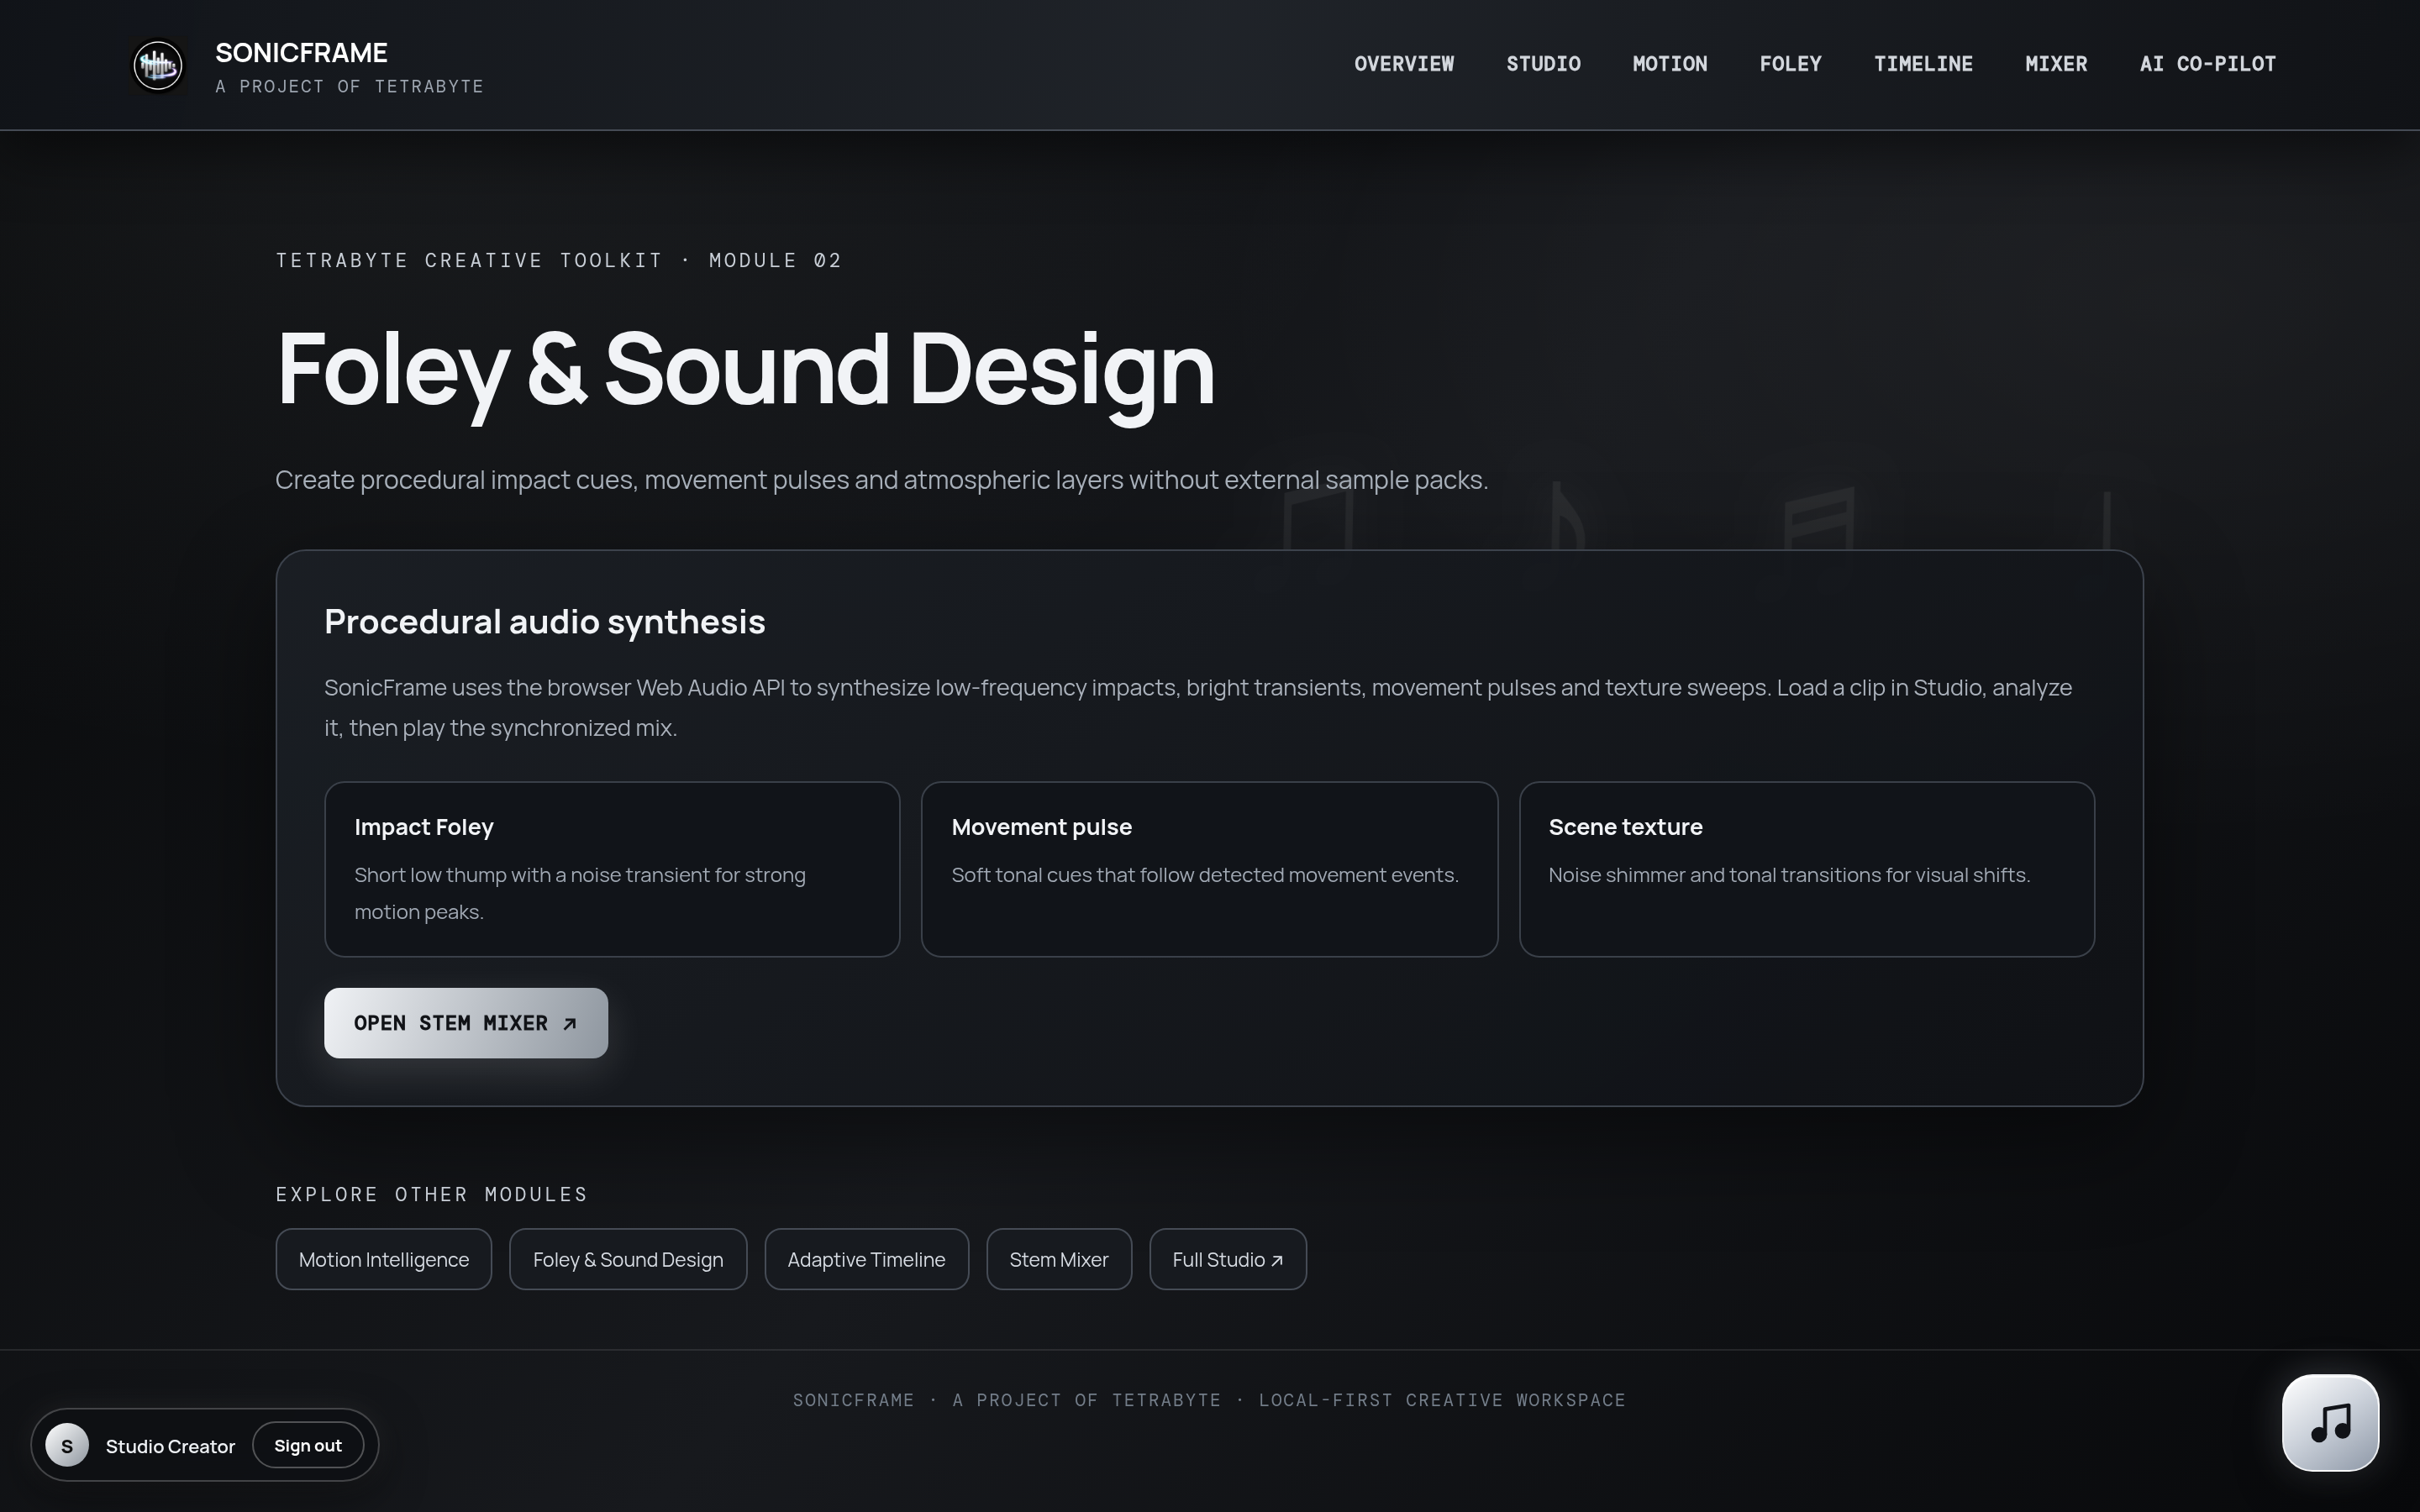 SONICFRAME
A PROJECT OF TETRABYTE
OVERVIEW STUDIO MOTION FOLEY TIMELINE MIXER AI CO-PILOT
TETRABYTE CREATIVE TOOLKIT · MODULE 02
Foley & Sound Design
Create procedural impact cues, movement pulses and atmospheric layers without external sample packs.
Procedural audio synthesis
SonicFrame uses the browser Web Audio API to synthesize low-frequency impacts, bright transients, movement pulses and texture sweeps. Load a clip in Studio, analyze
it, then play the synchronized mix.
Impact Foley
Short low thump with a noise transient for strong
motion peaks.
Movement pulse
Soft tonal cues that follow detected movement events.
Scene texture
Noise shimmer and tonal transitions for visual shifts.
OPEN STEM MIXER ↗
EXPLORE OTHER MODULES
Motion Intelligence
Foley & Sound Design
Adaptive Timeline
Stem Mixer
Full Studio ↗
SONICFRAME · A PROJECT OF TETRABYTE · LOCAL-FIRST CREATIVE WORKSPACE
S Studio Creator Sign out